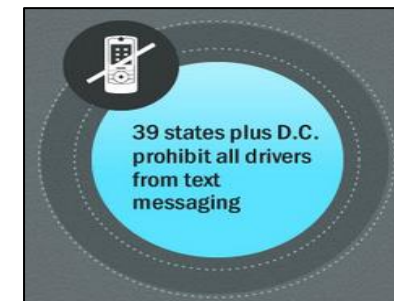 39 states plus D.C.
prohibit all drivers
from text
messaging